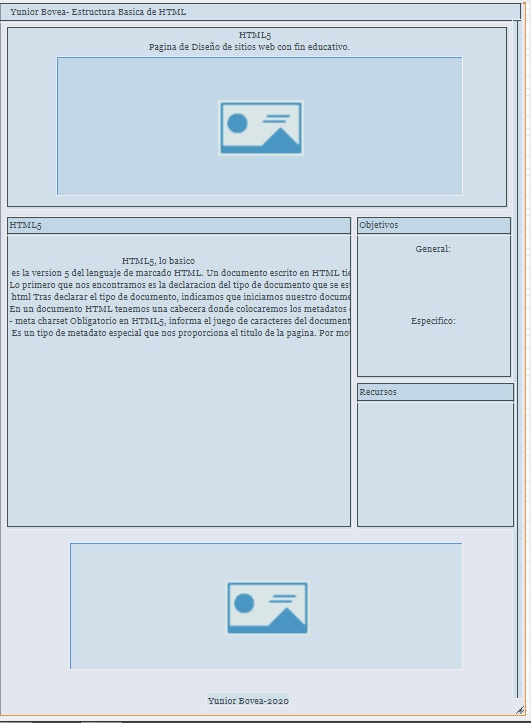 Yunior Bovea- Estructura Basica de HTML
HTML5
Pagina de Diseño de sitios web con fin educativo.
HTML5
HTML5, lo basico
es la version 5 del lenguaje de marcado HTML. Un documento escrito en HTML tie
Lo primero que nos encontramos es la declaracion del tipo de documento que se est
html Tras declarar el tipo de documento, indicamos que iniciamos nuestro docume
En un documento HTML tenemos una cabecera donde colocaremos los metadatos
- meta charset Obligatorio en HTML5, informa el juego de caracteres del document
Es un tipo de metadato especial que nos proporciona el titulo de la pagina. Por mo
Objetivos
General:
Especifico:
Recursos
Yunior Bovea-2020